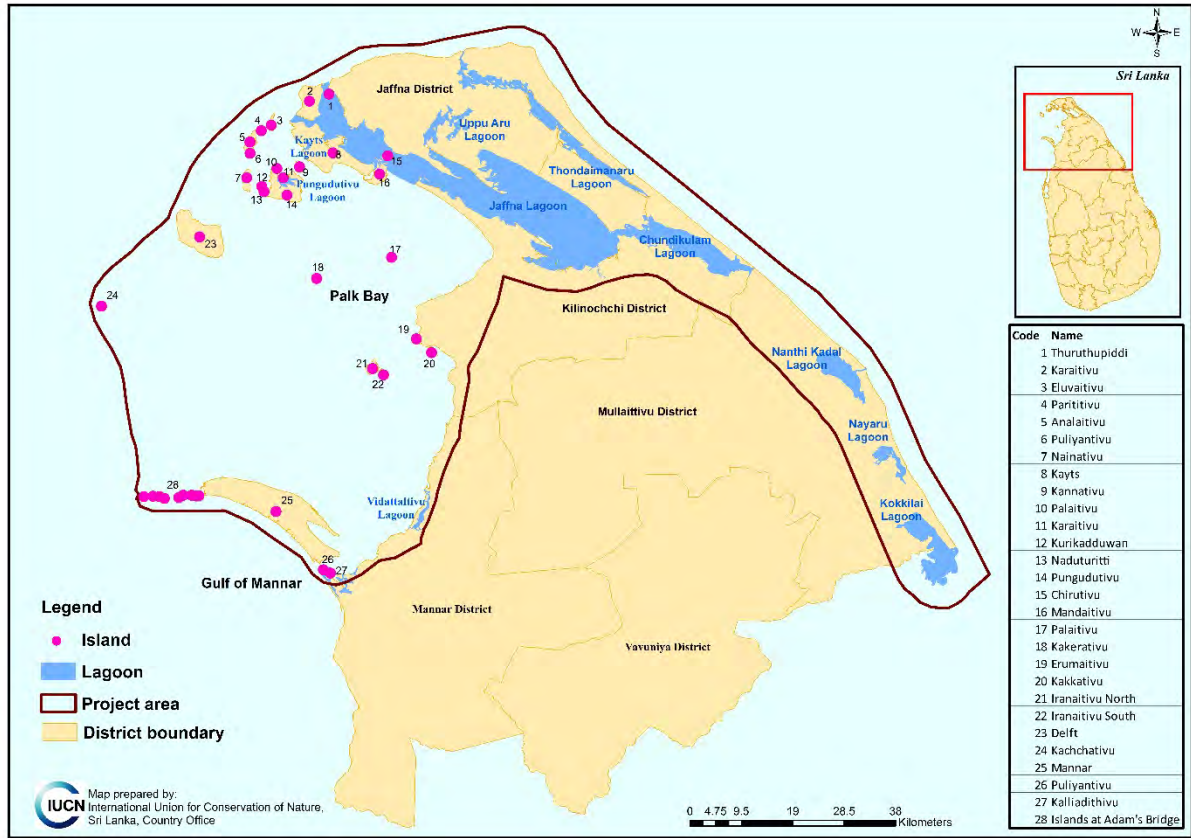 N
W E
S
Sri Lanka
Jaffna District
2
1
4 3
5
6
Kayts
Lagoon
8
Uppu Aru
Lagoon
15
Thondaimanaru
Lagoon
7
10
11
9
16
12
13
14
Pungudutivu
Lagoon
Jaffna Lagoon
23
17
Chundikulam
Lagoon
18
Palk Bay
24
Kilinochchi District
19
20
21
22
Nanthi Kadal
Lagoon
Mullaittivu District
Nayaru
Lagoon
28
25
Vidattaltivu
Lagoon
Kokkilai
Lagoon
26
27
Gulf of Mannar
Mannar District
Vavuniya District
Legend
Island
Lagoon
Project area
District boundary
IUCN
Map prepared by:
International Union for Conservation of Nature,
Sri Lanka, Country Office
0 4.75 9.5 19 28.5 38
Kilometers
Code Name
1 Thuruthupiddi
2 Karaitivu
3 Eluvaitivu
4 Parititivu
5 Analaitivu
6 Puliyantivu
7 Nainativu
8 Kayts
9 Kannativu
10 Palaitivu
11 Karaitivu
12 Kurikadduwan
13 Naduturitti
14 Pungudutivu
15 Chirutivu
16 Mandaitivu
17 Palaitivu
18 Kakerativu
19 Erumaitivu
20 Kakkativu
21 Iranaitivu North
22 Iranaitivu South
23 Delft
24 Kachchativu
25 Mannar
26 Puliyantivu
27 Kalliadithivu
28 Islands at Adam's Bridge